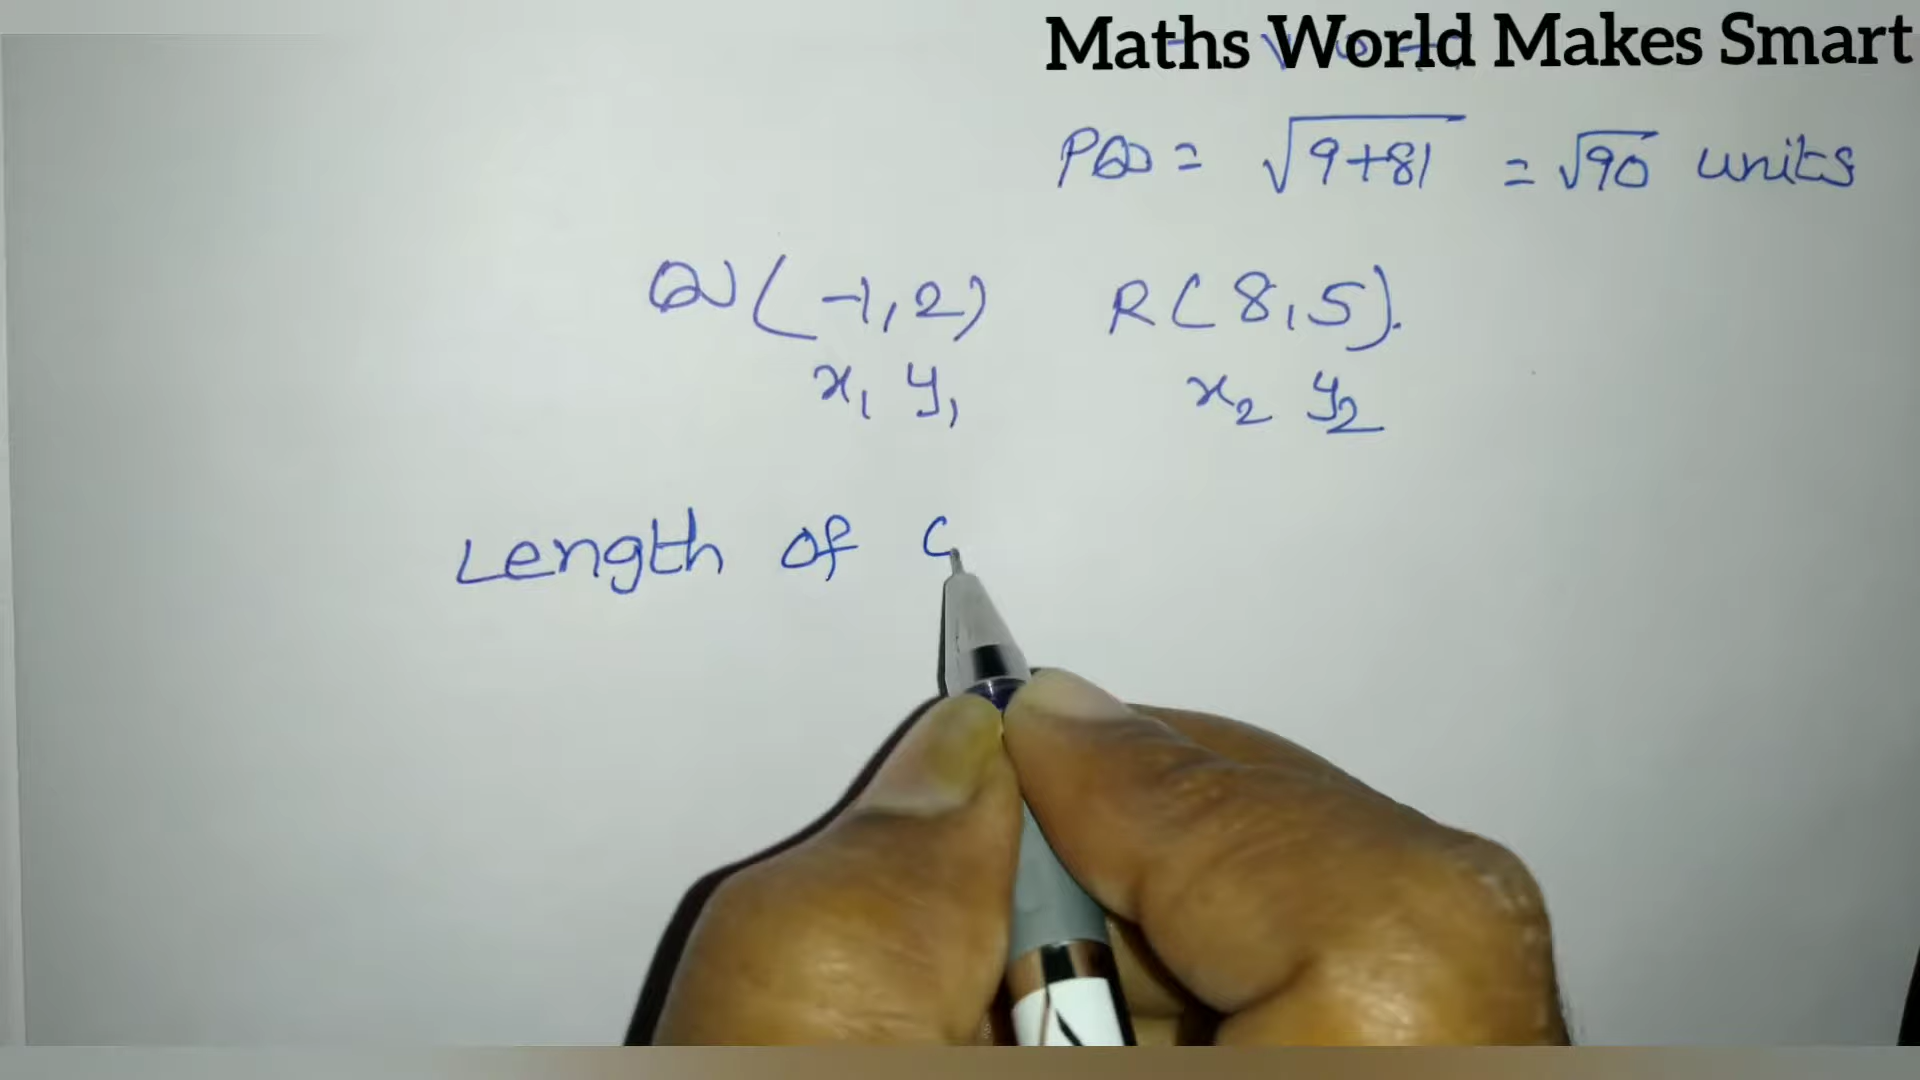 Maths World Makes Smart
PQ = √9+81 = √90 units
Q(-1,2) R(8,5).
x₁ y₁ x₂ y₂
Length of